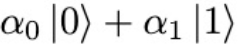 α₀ |0⟩ + α₁ |1⟩